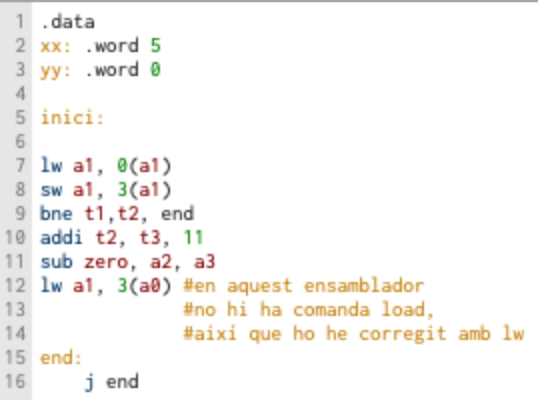 1 .data
2 xx: .word 5
3 yy: .word 0
4
5 inici:
6
7 lw a1, 0(a1)
8 sw a1, 3(a1)
9 bne t1,t2, end
10 addi t2, t3, 11
11 sub zero, a2, a3
12 lw a1, 3(a0) #en aquest ensamblador
13 #no hi ha comanda load,
14 #així que ho he corregit amb lw
15 end:
16 j end